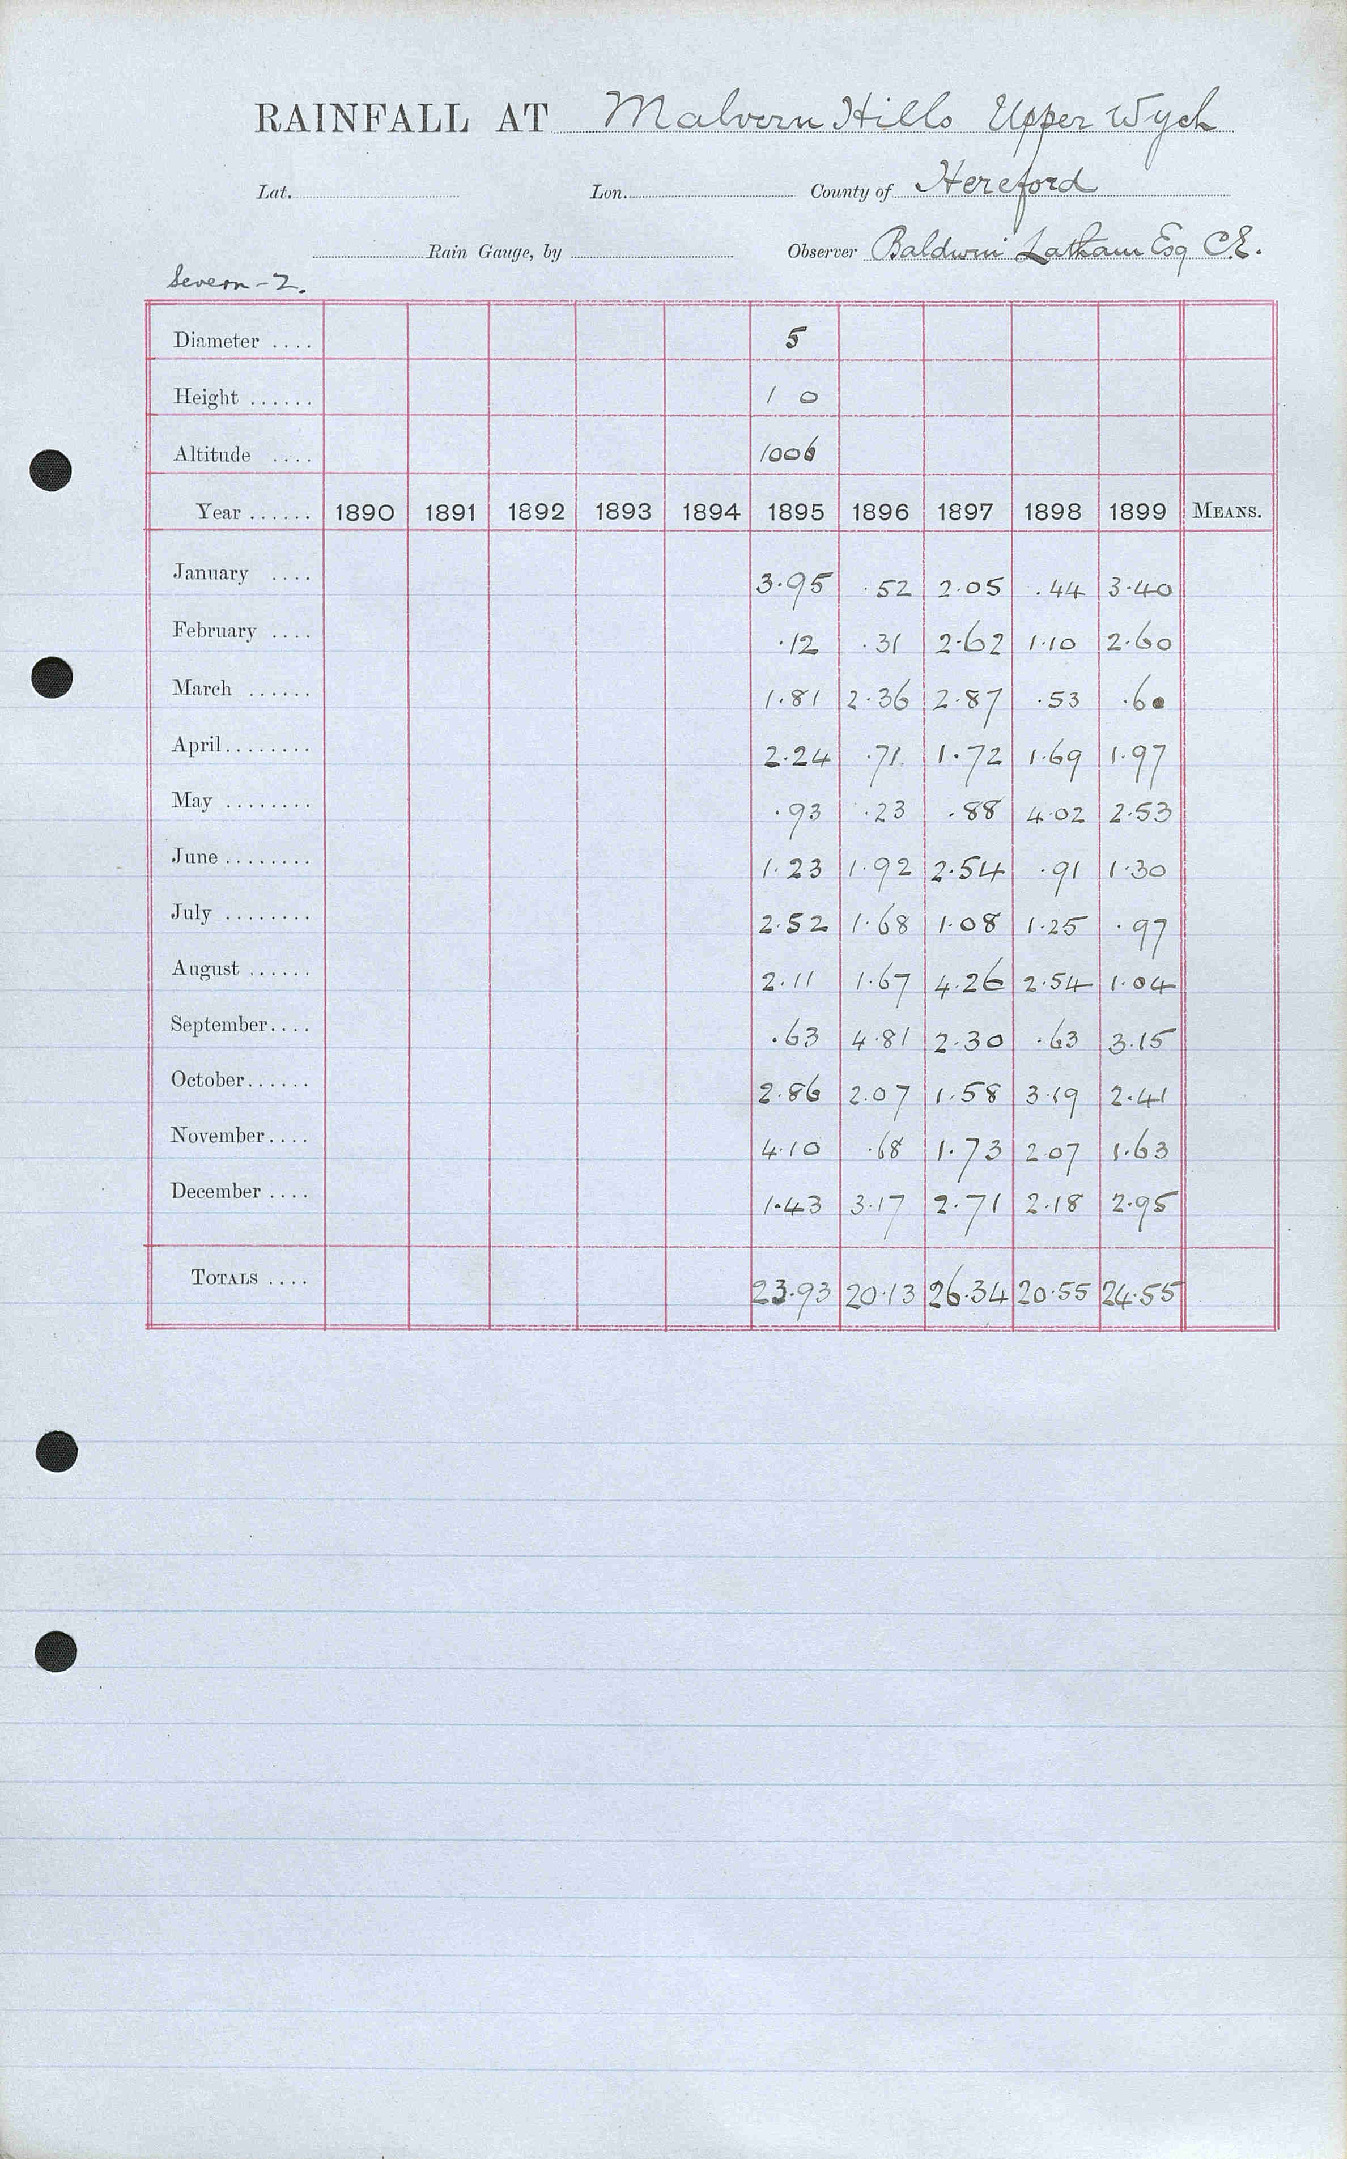 RAINFALL AT Malvern Hills Upper Wych
Lat. Lon. County of Hereford
Rain Gauge, by Observer Baldwin Latham Esq C.E.
Severn - 2.
Diameter .... 5
Height ...... 1 0
Altitude .... 1006
Year ...... 1890 1891 1892 1893 1894 1895 1896 1897 1898 1899 MEANS.
January .... 3.95 .52 2.05 .44 3.40
February .... .12 .31 2.62 1.10 2.60
March ...... 1.81 2.36 2.87 .53 .60
April........ 2.24 .71 1.72 1.69 1.97
May ........ .93 .23 .88 4.02 2.53
June ........ 1.23 1.92 2.54 .91 1.30
July ........ 2.52 1.68 1.08 1.25 .97
August ...... 2.11 1.67 4.26 2.54 1.04
September.... .63 4.81 2.30 .63 3.15
October...... 2.86 2.07 1.58 3.19 2.41
November.... 4.10 .68 1.73 2.07 1.63
December .... 1.43 3.17 2.71 2.18 2.95
TOTALS .... 23.93 20.13 26.34 20.55 24.55